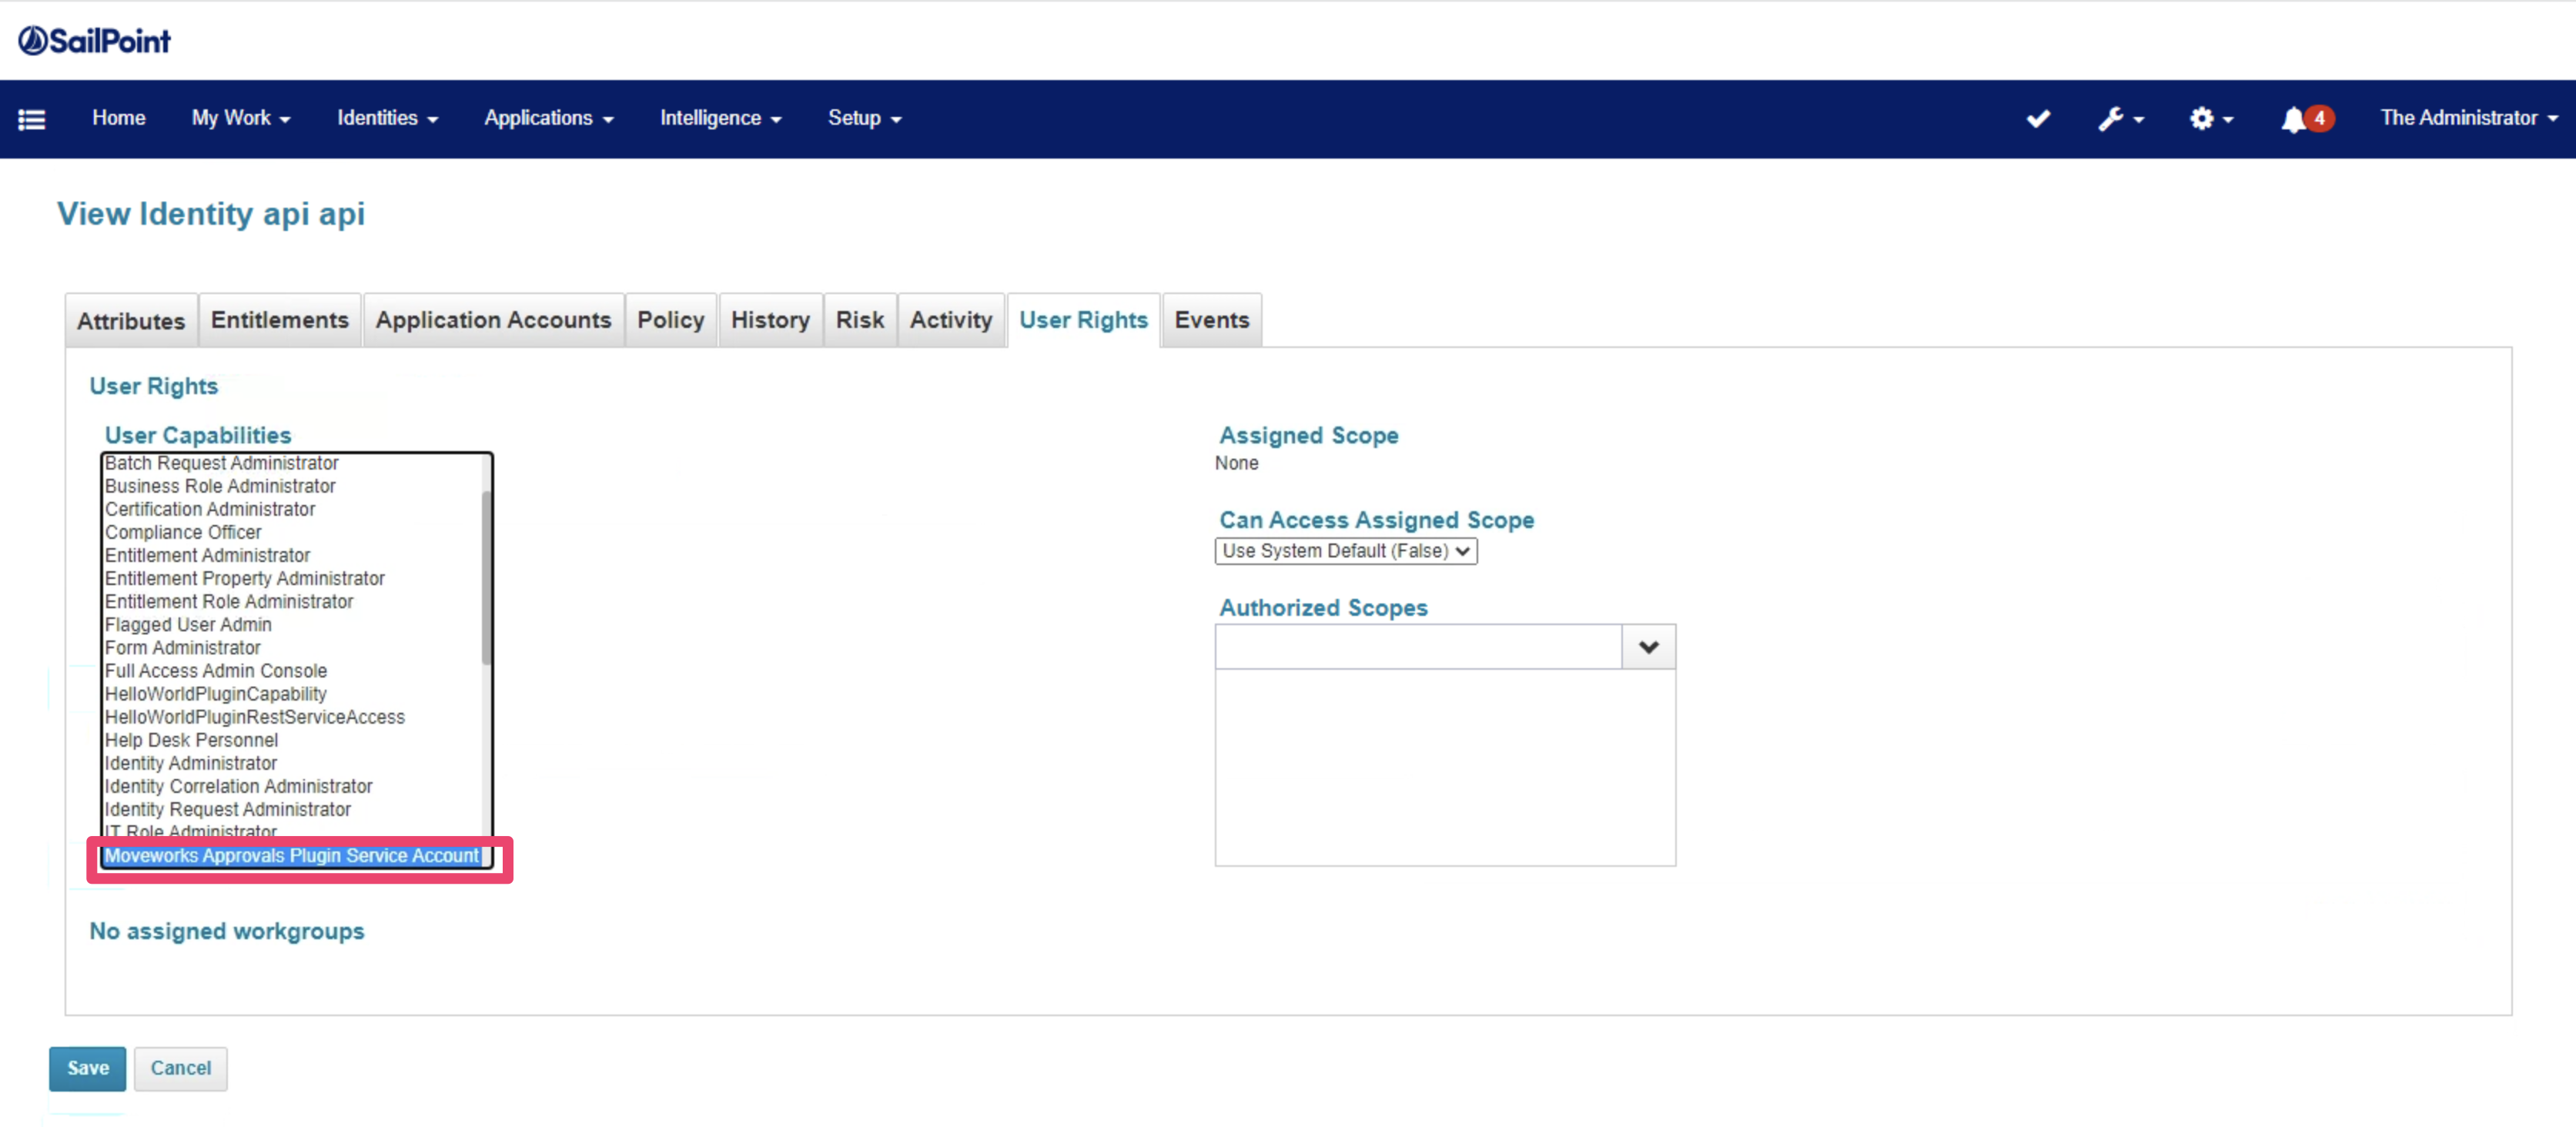 SailPoint
Home My Work Identities Applications Intelligence Setup 4 The Administrator
View Identity api api
Attributes Entitlements Application Accounts Policy History Risk Activity User Rights Events
User Rights
User Capabilities
Batch Request Administrator
Business Role Administrator
Certification Administrator
Compliance Officer
Entitlement Administrator
Entitlement Property Administrator
Entitlement Role Administrator
Flagged User Admin
Form Administrator
Full Access Admin Console
HelloWorldPluginCapability
HelloWorldPluginRestServiceAccess
Help Desk Personnel
Identity Administrator
Identity Correlation Administrator
Identity Request Administrator
IT Role Administrator
Moveworks Approvals Plugin Service Account
Assigned Scope
None
Can Access Assigned Scope
Use System Default (False)
Authorized Scopes
No assigned workgroups
Save Cancel